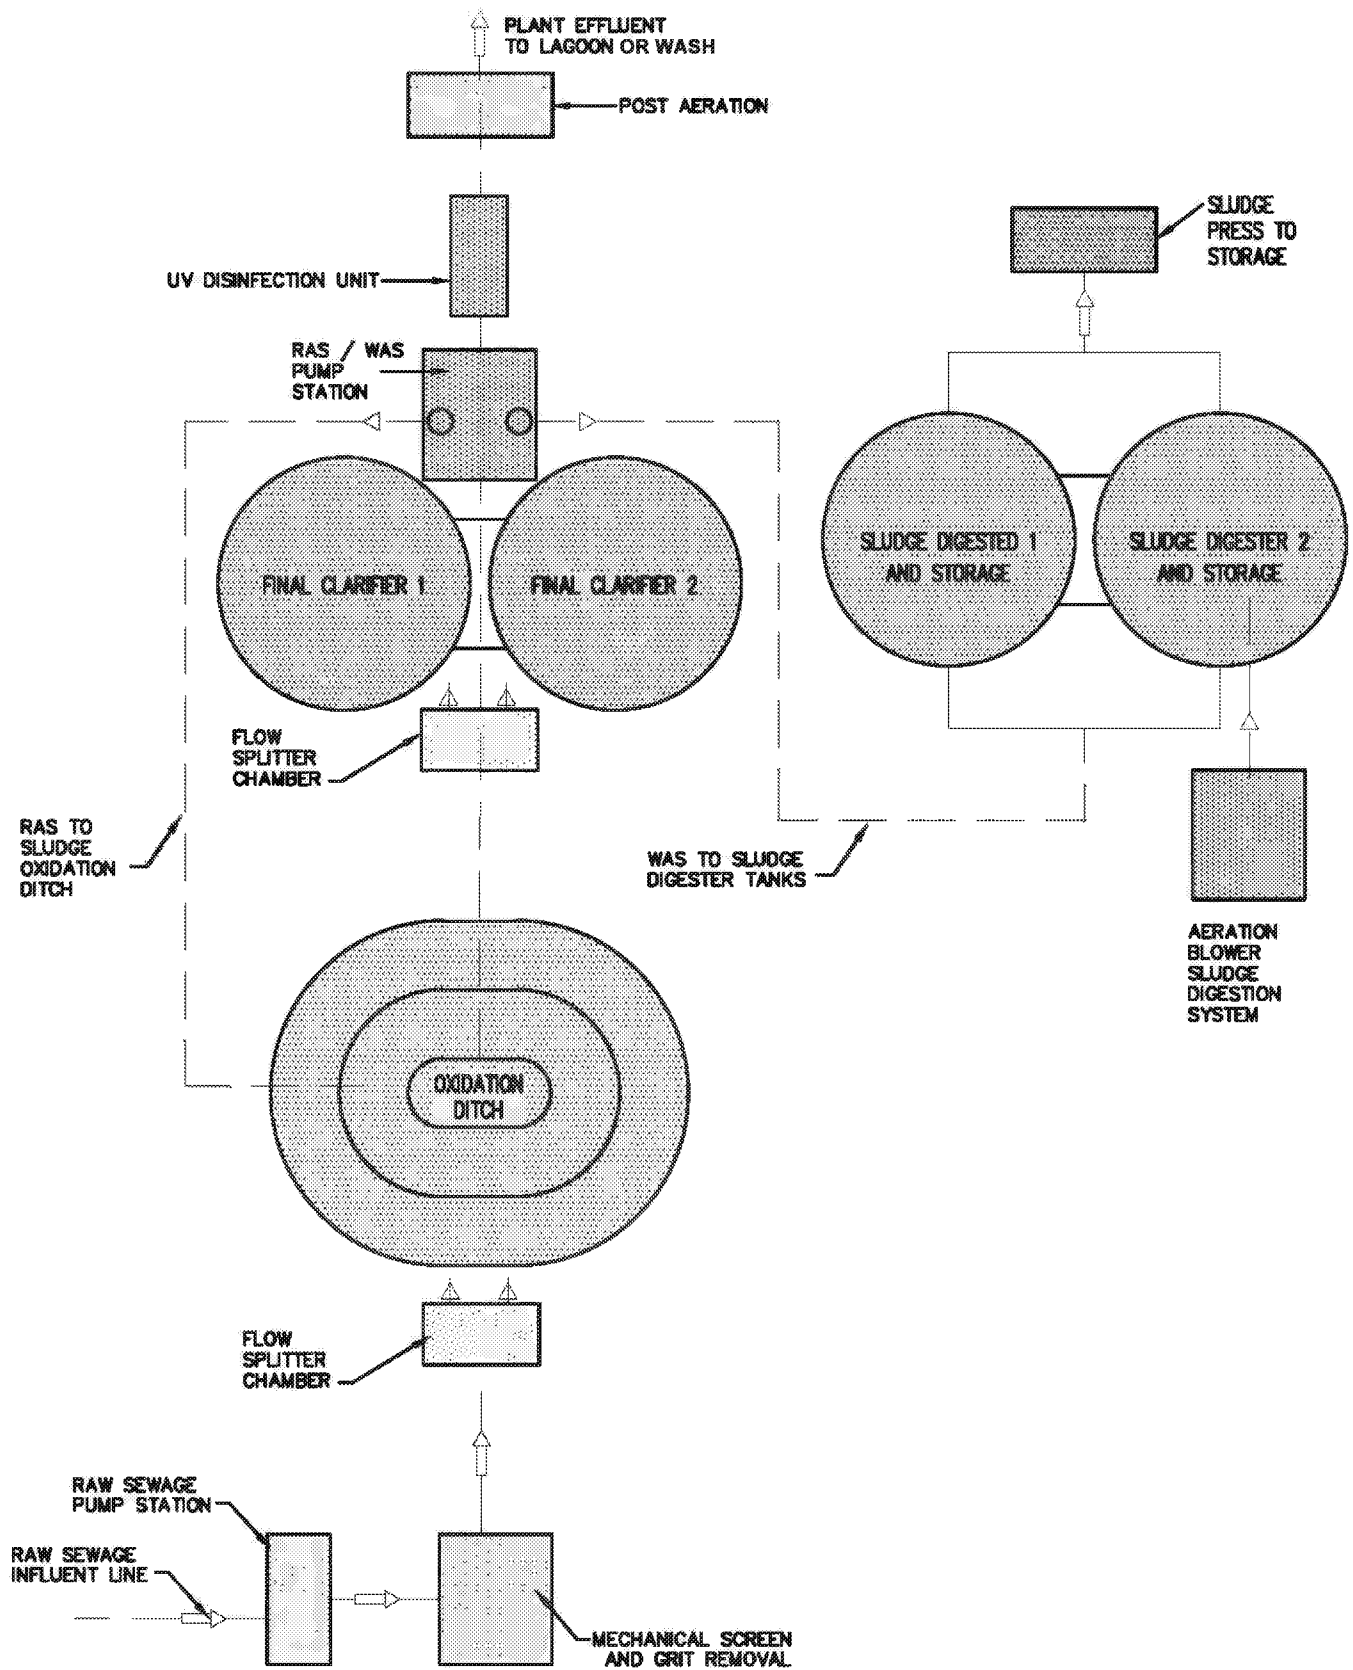 PLANT EFFLUENT
TO LAGOON OR WASH
POST AERATION
SLUDGE
PRESS TO
STORAGE
UV DISINFECTION UNIT
RAS / WAS
PUMP
STATION
SLUDGE DIGESTED 1
AND STORAGE
SLUDGE DIGESTER 2
AND STORAGE
FINAL CLARIFIER 1
FINAL CLARIFIER 2
FLOW
SPLITTER
CHAMBER
RAS TO
SLUDGE
OXIDATION
DITCH
WAS TO SLUDGE
DIGESTER TANKS
AERATION
BLOWER
SLUDGE
DIGESTION
SYSTEM
OXIDATION
DITCH
FLOW
SPLITTER
CHAMBER
RAW SEWAGE
PUMP STATION
RAW SEWAGE
INFLUENT LINE
MECHANICAL SCREEN
AND GRIT REMOVAL